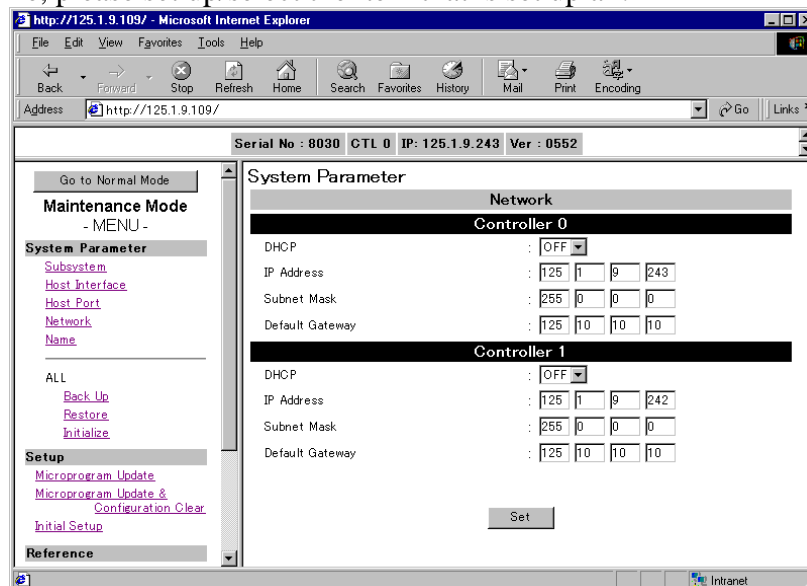 http://125.1.9.109/ - Microsoft Internet Explorer
File Edit View Favorites Tools Help
Back Forward Stop Refresh Home Search Favorites History Mail Print Encoding
Address http://125.1.9.109/ Go Links
Serial No : 8030 CTL 0 IP: 125.1.9.243 Ver : 0552
Go to Normal Mode
Maintenance Mode
- MENU -
System Parameter
Subsystem
Host Interface
Host Port
Network
Name
ALL
Back Up
Restore
Initialize
Setup
Microprogram Update
Microprogram Update &
Configuration Clear
Initial Setup
Reference
System Parameter
Network
Controller 0
DHCP : OFF
IP Address : 125 1 9 243
Subnet Mask : 255 0 0 0
Default Gateway : 125 10 10 10
Controller 1
DHCP : OFF
IP Address : 125 1 9 242
Subnet Mask : 255 0 0 0
Default Gateway : 125 10 10 10
Set
Intranet